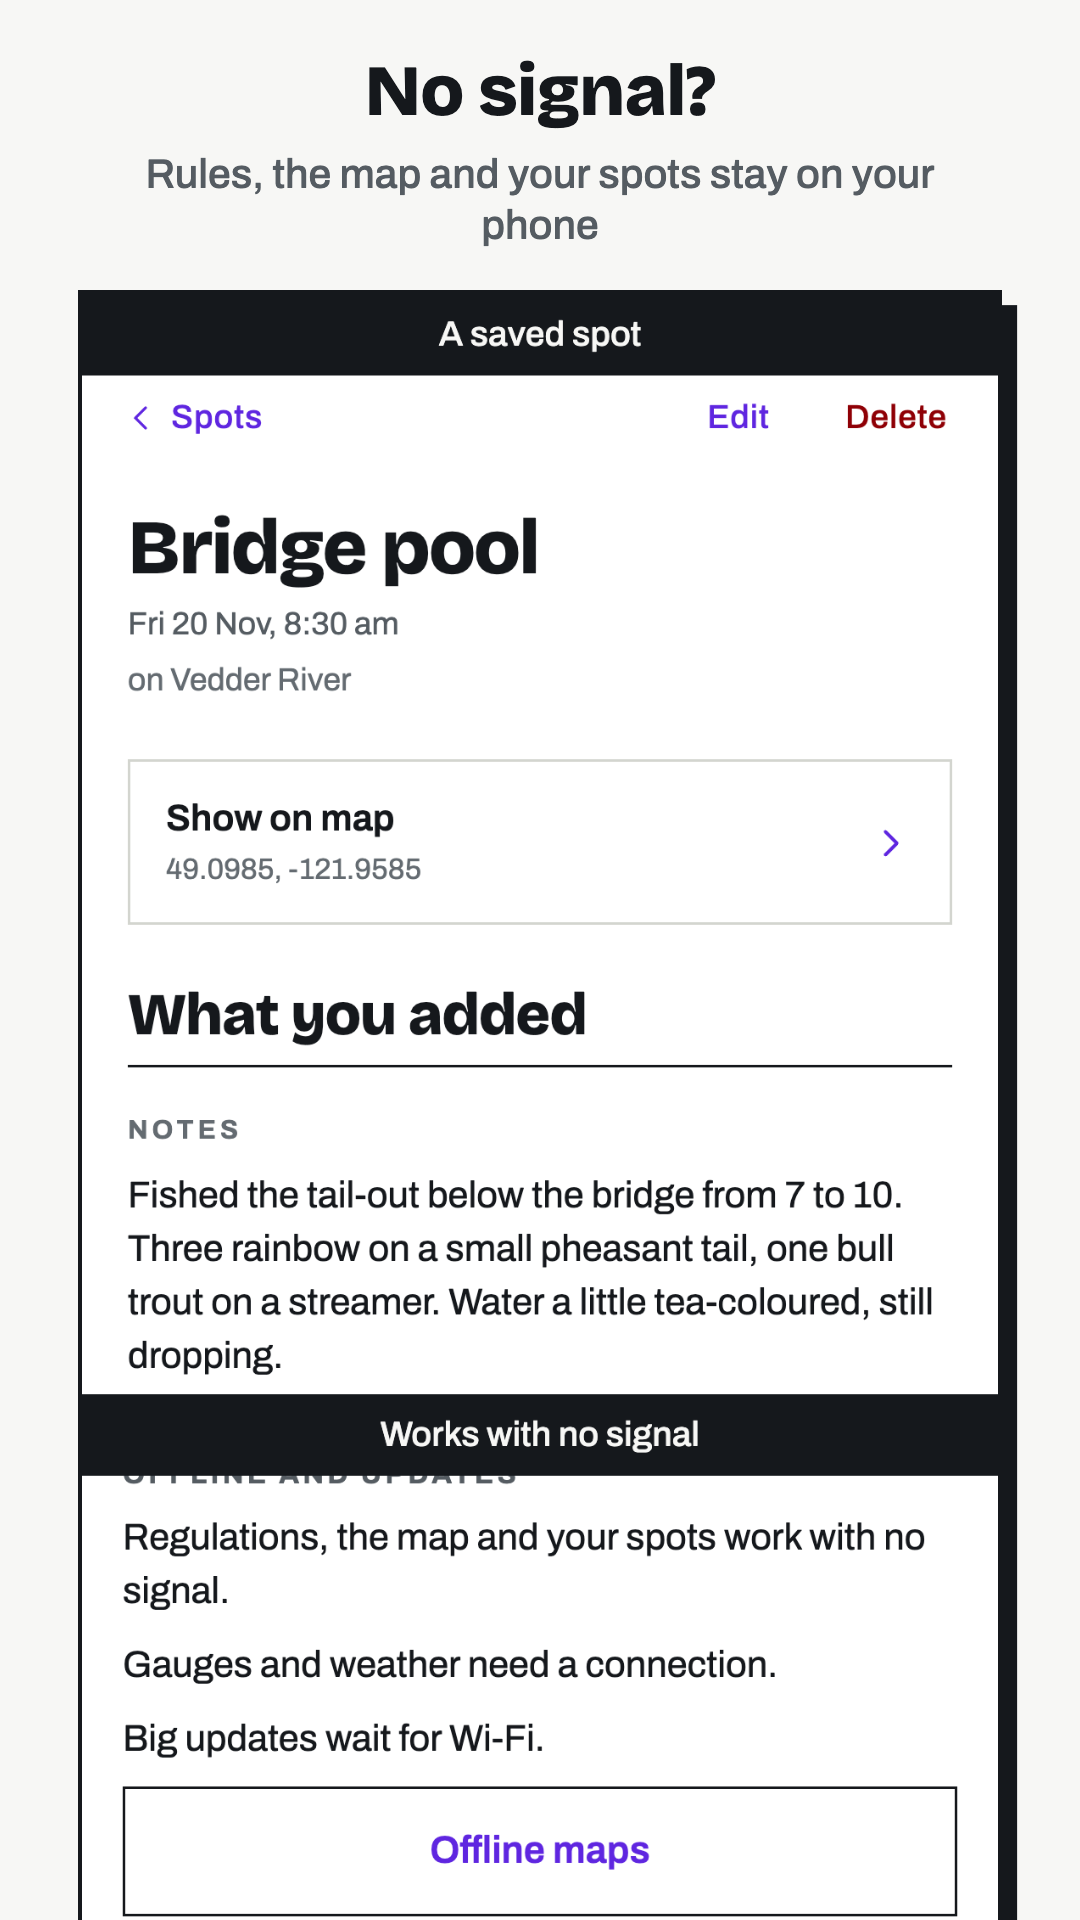 No signal?
Rules, the map and your spots stay on your
phone
A saved spot
Spots
Edit
Delete
Bridge pool
Fri 20 Nov, 8:30 am
on Vedder River
Show on map
49.0985, -121.9585
What you added
NOTES
Fished the tail-out below the bridge from 7 to 10.
Three rainbow on a small pheasant tail, one bull
trout on a streamer. Water a little tea-coloured, still
dropping.
Works with no signal
OFFLINE AND UPDATES
Regulations, the map and your spots work with no
signal.
Gauges and weather need a connection.
Big updates wait for Wi-Fi.
Offline maps